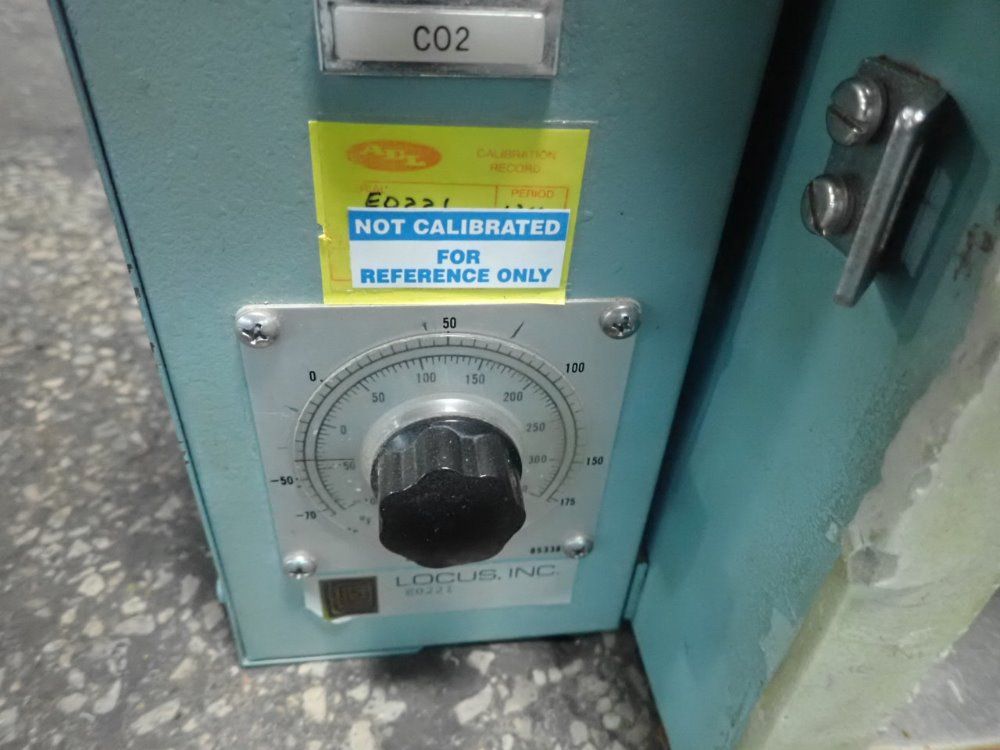 CO2
ATL
CALIBRATION
RECORD
E0221
PERIOD
NOT CALIBRATED
FOR
REFERENCE ONLY
50
0
100
100
150
50
200
0
250
-50
-50
300
150
-70
-175
85338
LOCUS, INC.
E0221